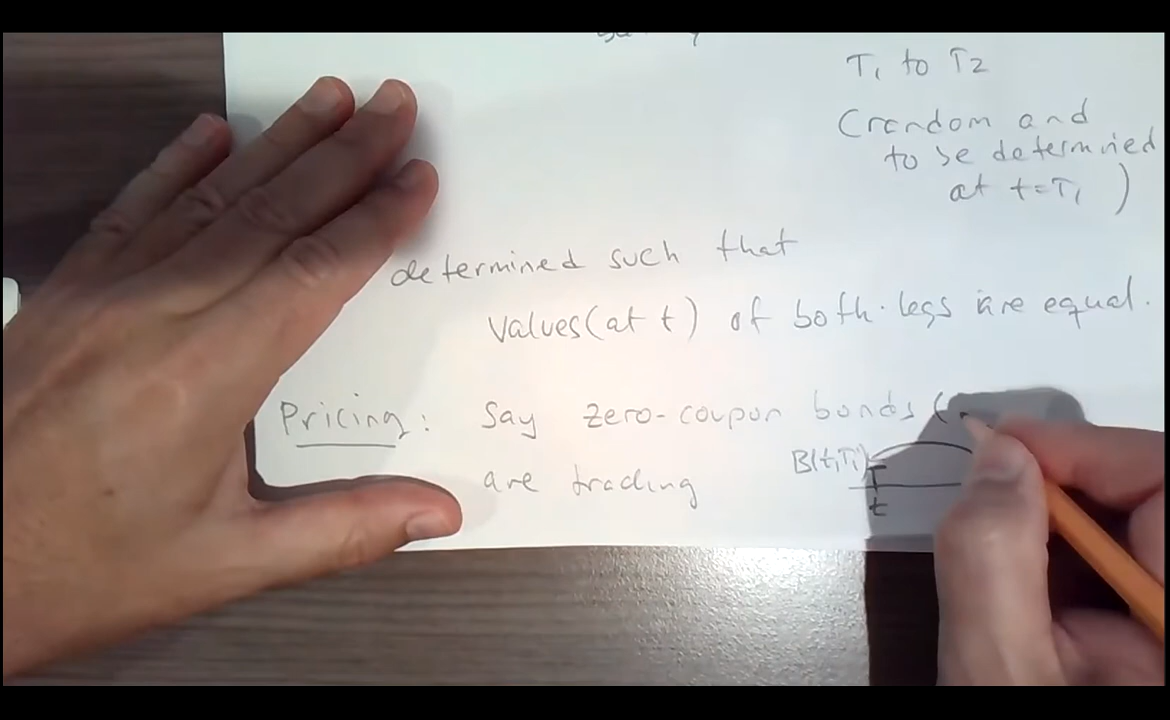 T1 to T2
(random and
to be determined
at t=T1 )
determined such that
values(at t) of both legs are equal.
Pricing: Say zero-coupon bonds (
are trading
B(t,T1)
t